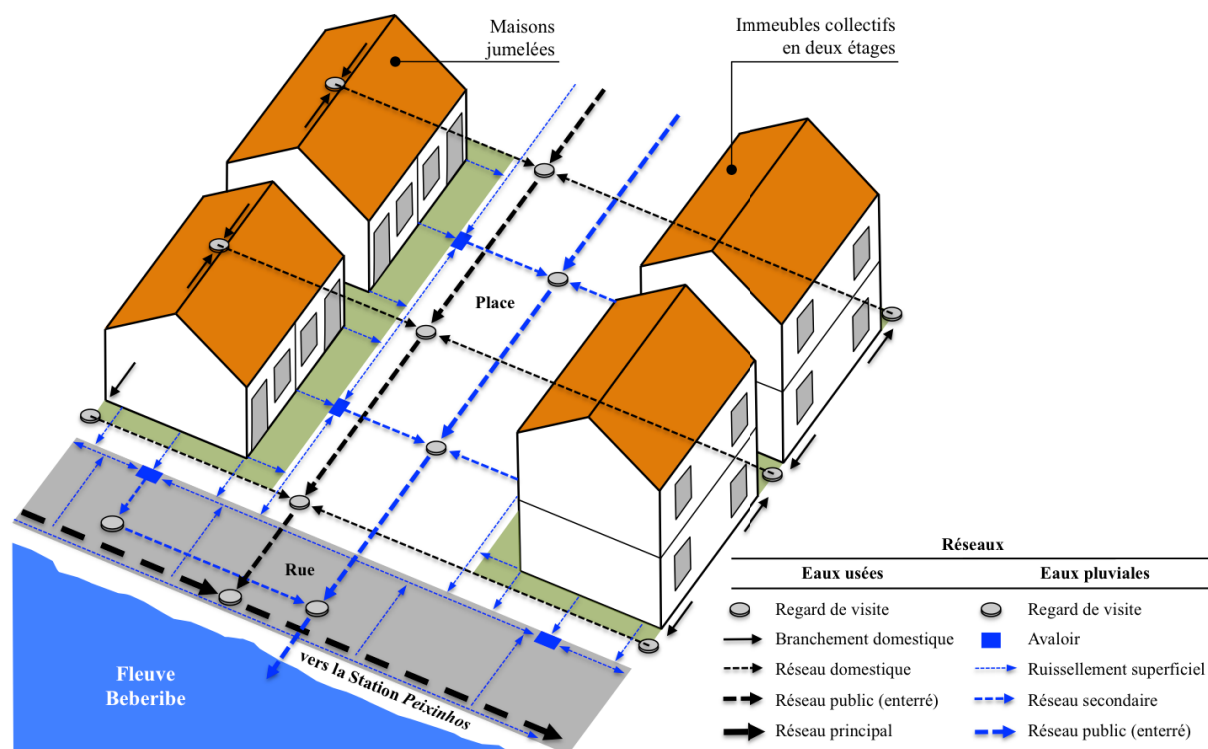 Maisons
jumelées
Immeubles collectifs
en deux étages
Place
Rue
vers la Station Peixinhos
Fleuve
Beberibe
Réseaux
Eaux usées
Eaux pluviales
Regard de visite
Regard de visite
Branchement domestique
Avaloir
Réseau domestique
Ruissellement superficiel
Réseau public (enterré)
Réseau secondaire
Réseau principal
Réseau public (enterré)